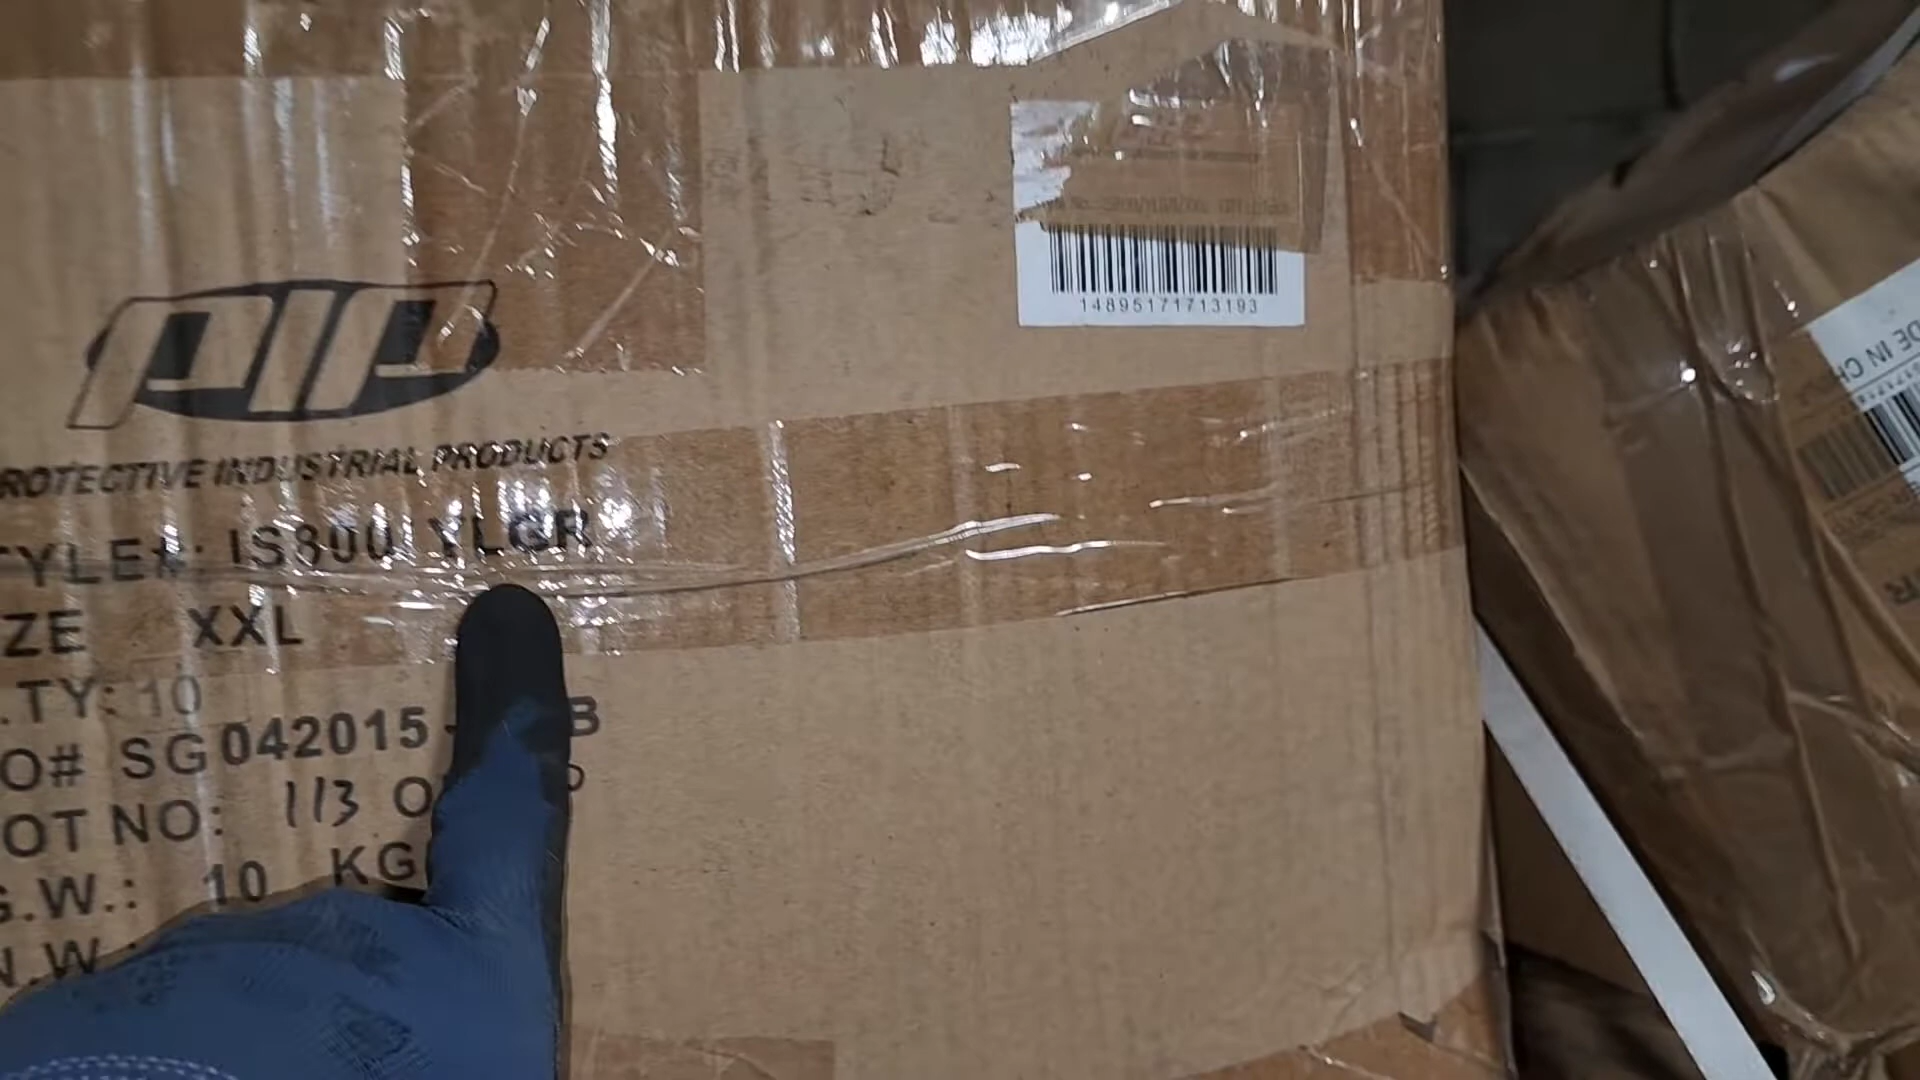 PIP
ROTECTIVE INDUSTRIAL PRODUCTS
TYLE#: IS800 YLGR
ZE XXL
.TY: 10
O# SG042015- B
OT NO: 113 O
G.W.: 10 KG
N.W.:
14895171713193
DE IN CH